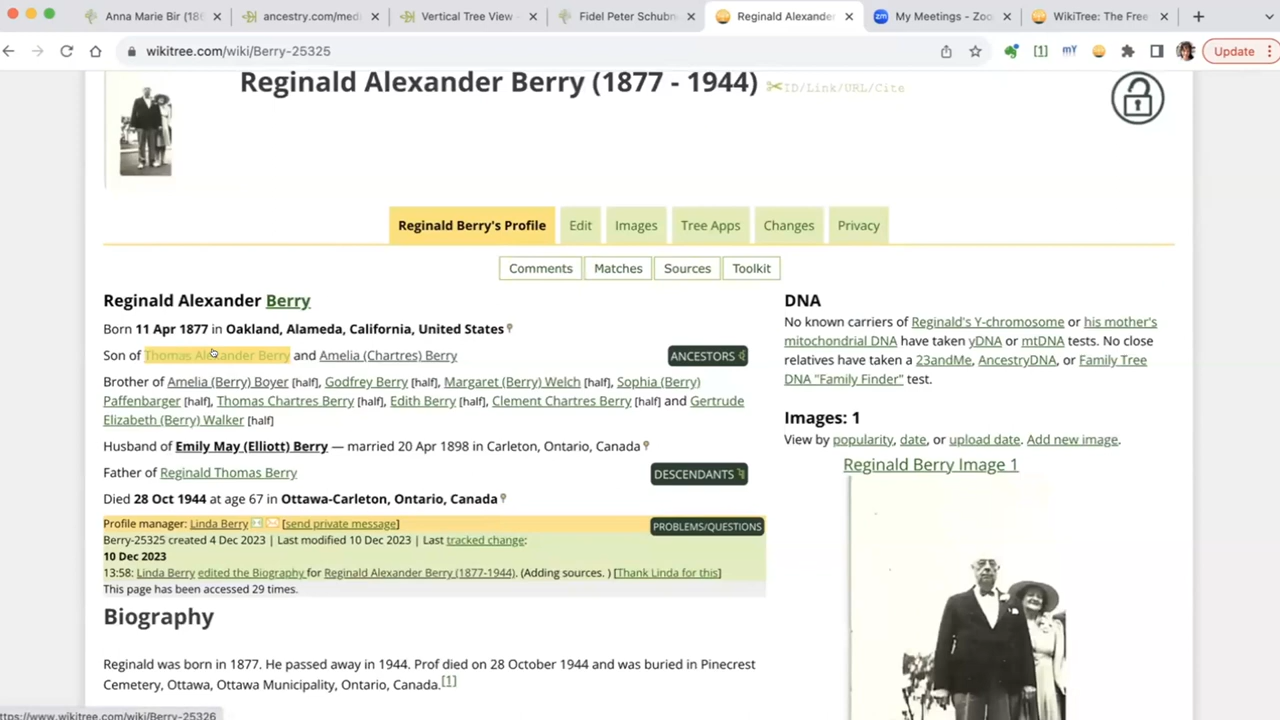 Anna Marie Bir (186
ancestry.com/medi
Vertical Tree View -
Fidel Peter Schubn
Reginald Alexander
My Meetings - Zoo
WikiTree: The Free
wikitree.com/wiki/Berry-25325
Update
Reginald Alexander Berry (1877 - 1944) ID/Link/URL/Cite
Reginald Berry's Profile
Edit
Images
Tree Apps
Changes
Privacy
Comments
Matches
Sources
Toolkit
Reginald Alexander Berry
Born 11 Apr 1877 in Oakland, Alameda, California, United States
Son of Thomas Alexander Berry and Amelia (Chartres) Berry
ANCESTORS
Brother of Amelia (Berry) Boyer [half], Godfrey Berry [half], Margaret (Berry) Welch [half], Sophia (Berry)
Paffenbarger [half], Thomas Chartres Berry [half], Edith Berry [half], Clement Chartres Berry [half] and Gertrude
Elizabeth (Berry) Walker [half]
Husband of Emily May (Elliott) Berry — married 20 Apr 1898 in Carleton, Ontario, Canada
Father of Reginald Thomas Berry
DESCENDANTS
Died 28 Oct 1944 at age 67 in Ottawa-Carleton, Ontario, Canada
Profile manager: Linda Berry [send private message]
PROBLEMS/QUESTIONS
Berry-25325 created 4 Dec 2023 | Last modified 10 Dec 2023 | Last tracked change:
10 Dec 2023
13:58: Linda Berry edited the Biography for Reginald Alexander Berry (1877-1944). (Adding sources. ) [Thank Linda for this]
This page has been accessed 29 times.
Biography
Reginald was born in 1877. He passed away in 1944. Prof died on 28 October 1944 and was buried in Pinecrest
Cemetery, Ottawa, Ottawa Municipality, Ontario, Canada.[1]
DNA
No known carriers of Reginald's Y-chromosome or his mother's
mitochondrial DNA have taken yDNA or mtDNA tests. No close
relatives have taken a 23andMe, AncestryDNA, or Family Tree
DNA "Family Finder" test.
Images: 1
View by popularity, date, or upload date. Add new image.
Reginald Berry Image 1
https://www.wikitree.com/wiki/Berry-25326